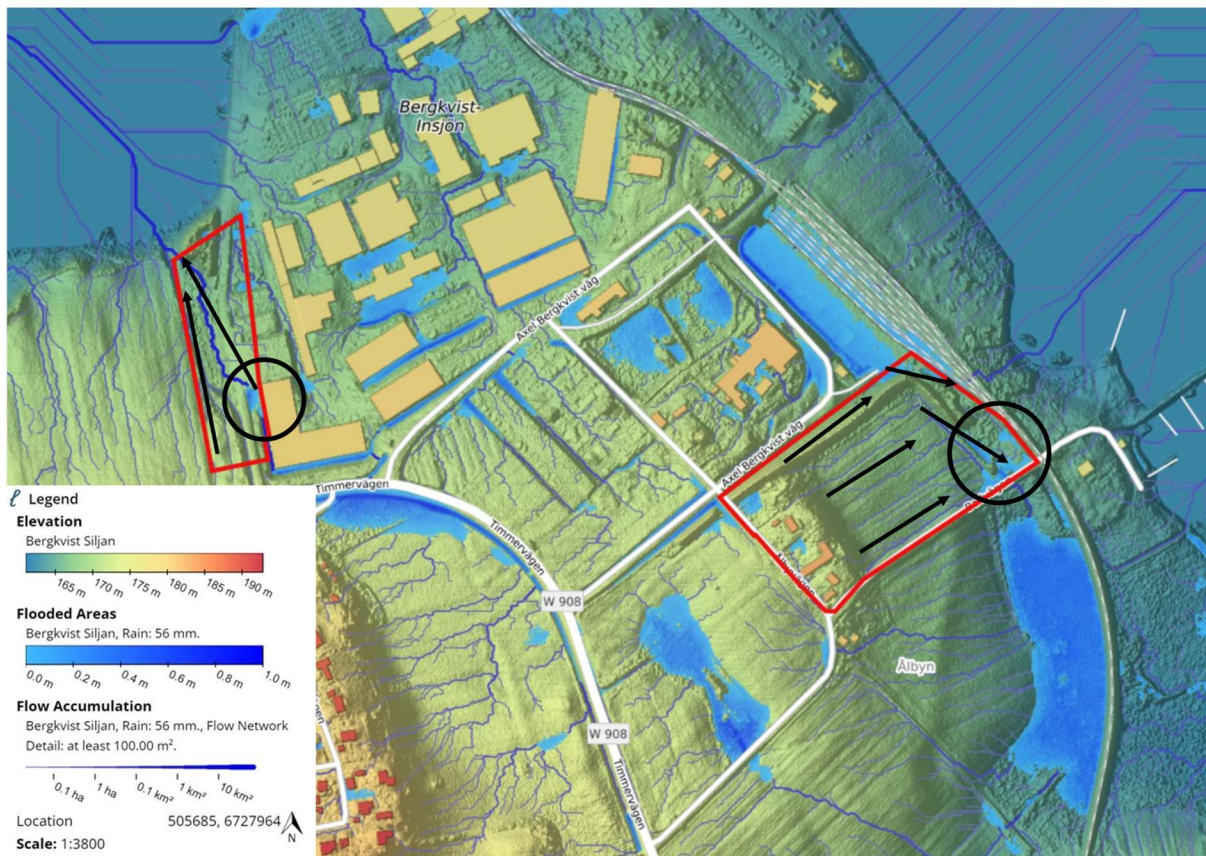 Bergkvist-
Insjön
Axel Bergkvist väg
Axel Bergkvist väg
Timmervägen
Timmervägen
W 908
W 908
Timmervägen
Ålbyn
Legend
Elevation
Bergkvist Siljan
165 m 170 m 175 m 180 m 185 m 190 m
Flooded Areas
Bergkvist Siljan, Rain: 56 mm.
0.0 m 0.2 m 0.4 m 0.6 m 0.8 m 1.0 m
Flow Accumulation
Bergkvist Siljan, Rain: 56 mm., Flow Network
Detail: at least 100.00 m².
0.1 ha 1 ha 0.1 km² 1 km² 10 km²
Location 505685, 6727964
N
Scale: 1:3800